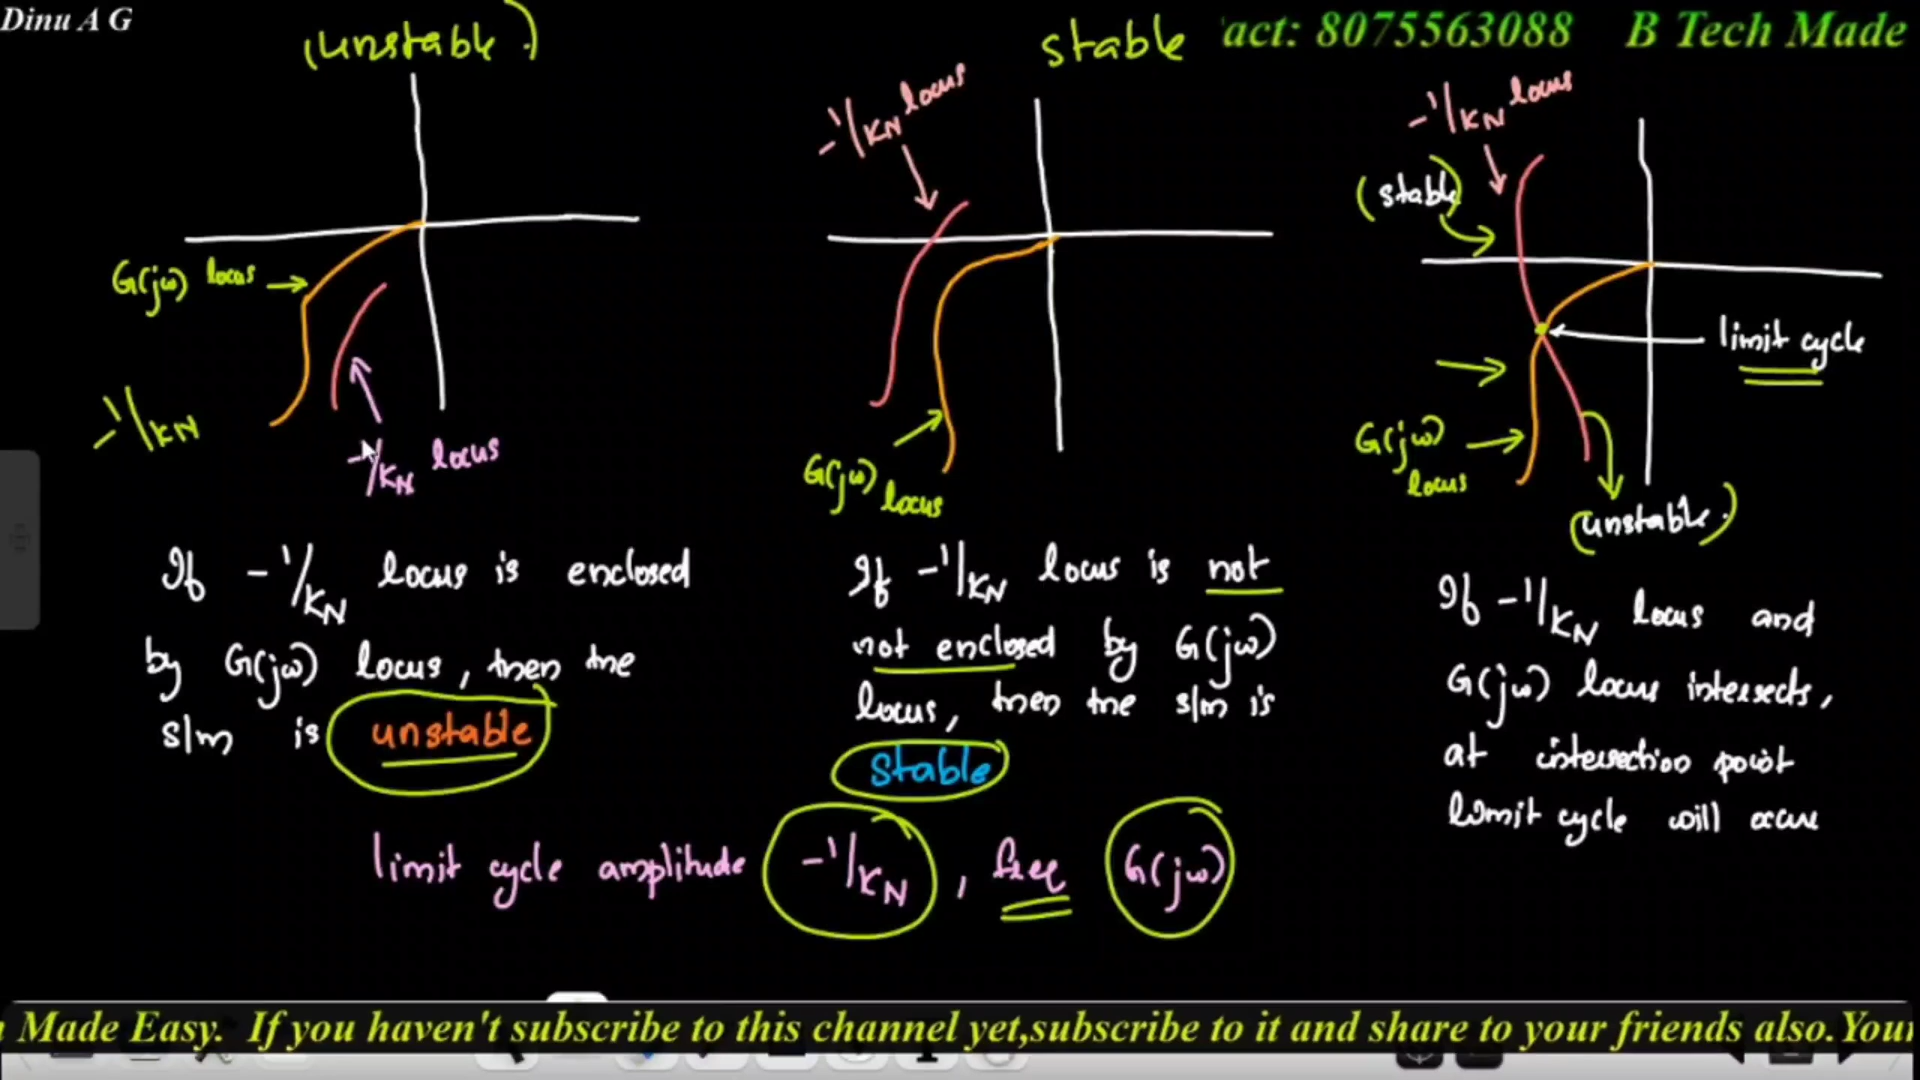 Dinu A G
act: 8075563088 B Tech Made
(unstable.)
stable
-1/KN locus
-1/KN locus
(stable)
G(jω) locus
limit cycle
-1/KN
-1/KN locus
G(jω) locus
G(jω) locus
(unstable.)
If -1/KN locus is enclosed
by G(jω) locus, then the
s/m is unstable
If -1/KN locus is not
not enclosed by G(jω)
locus, then the s/m is
stable
If -1/KN locus and
G(jω) locus intersects,
at intersection point
limit cycle will occur
limit cycle amplitude -1/KN, freq G(jω)
Made Easy. If you haven't subscribe to this channel yet,subscribe to it and share to your friends also.Your